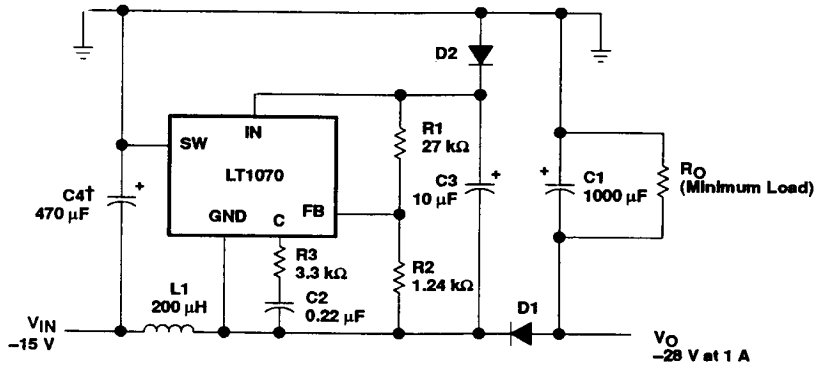 D2
IN
SW
LT1070
GND
C
FB
R1
27 kΩ
C3
10 μF
+
C1
1000 μF
+
RO
(Minimum Load)
C4†
470 μF
+
R3
3.3 kΩ
R2
1.24 kΩ
L1
200 μH
C2
0.22 μF
D1
VIN
–15 V
VO
–28 V at 1 A